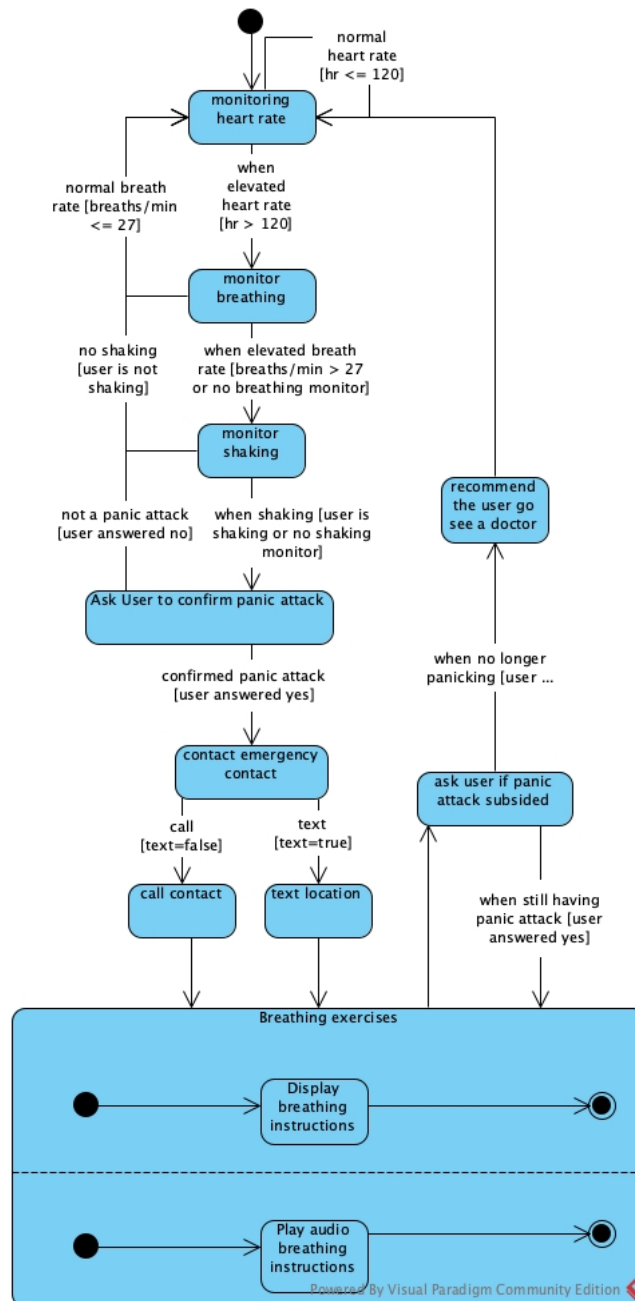 normal
heart rate
[hr <= 120]
monitoring
heart rate
normal breath
rate [breaths/min
<= 27]
when
elevated
heart rate
[hr > 120]
monitor
breathing
no shaking
[user is not
shaking]
when elevated breath
rate [breaths/min > 27
or no breathing monitor]
monitor
shaking
recommend
the user go
see a doctor
not a panic attack
[user answered no]
when shaking [user is
shaking or no shaking
monitor]
Ask User to confirm panic attack
when no longer
panicking [user ...
confirmed panic attack
[user answered yes]
contact emergency
contact
ask user if panic
attack subsided
call
[text=false]
text
[text=true]
call contact
text location
when still having
panic attack [user
answered yes]
Breathing exercises
Display
breathing
instructions
Play audio
breathing
instructions
Powered By Visual Paradigm Community Edition